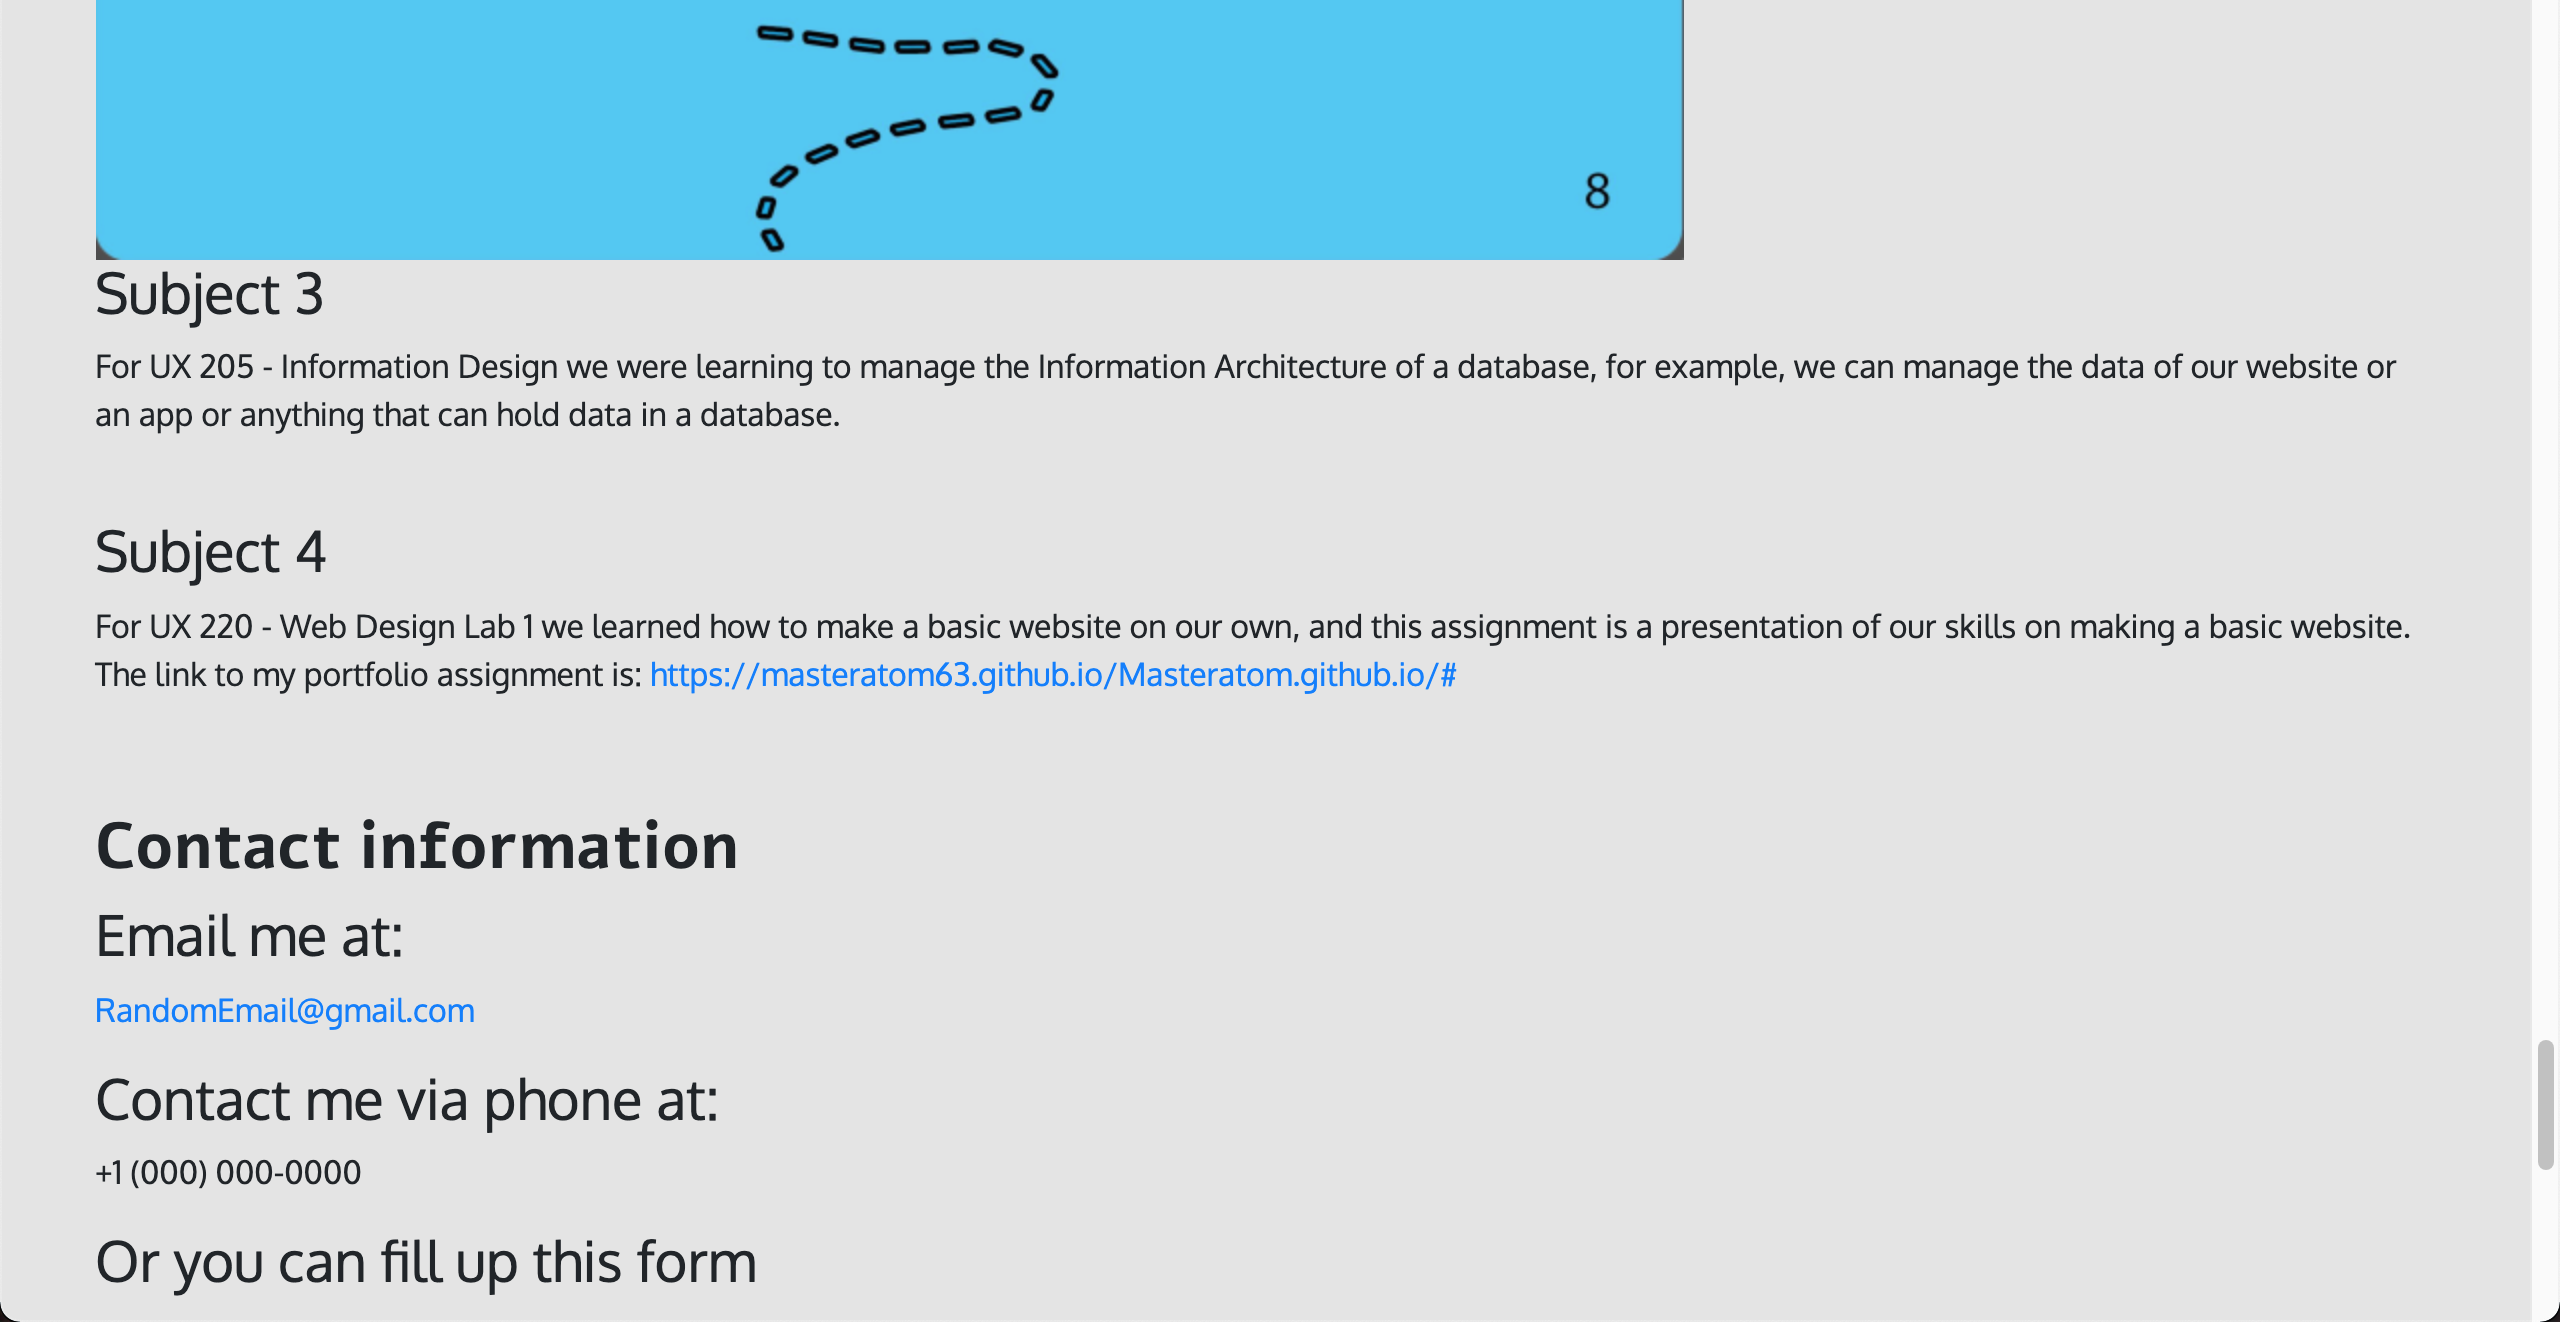 8
Subject 3
For UX 205 - Information Design we were learning to manage the Information Architecture of a database, for example, we can manage the data of our website or
an app or anything that can hold data in a database.
Subject 4
For UX 220 - Web Design Lab 1 we learned how to make a basic website on our own, and this assignment is a presentation of our skills on making a basic website.
The link to my portfolio assignment is: https://masteratom63.github.io/Masteratom.github.io/#
Contact information
Email me at:
RandomEmail@gmail.com
Contact me via phone at:
+1 (000) 000-0000
Or you can fill up this form